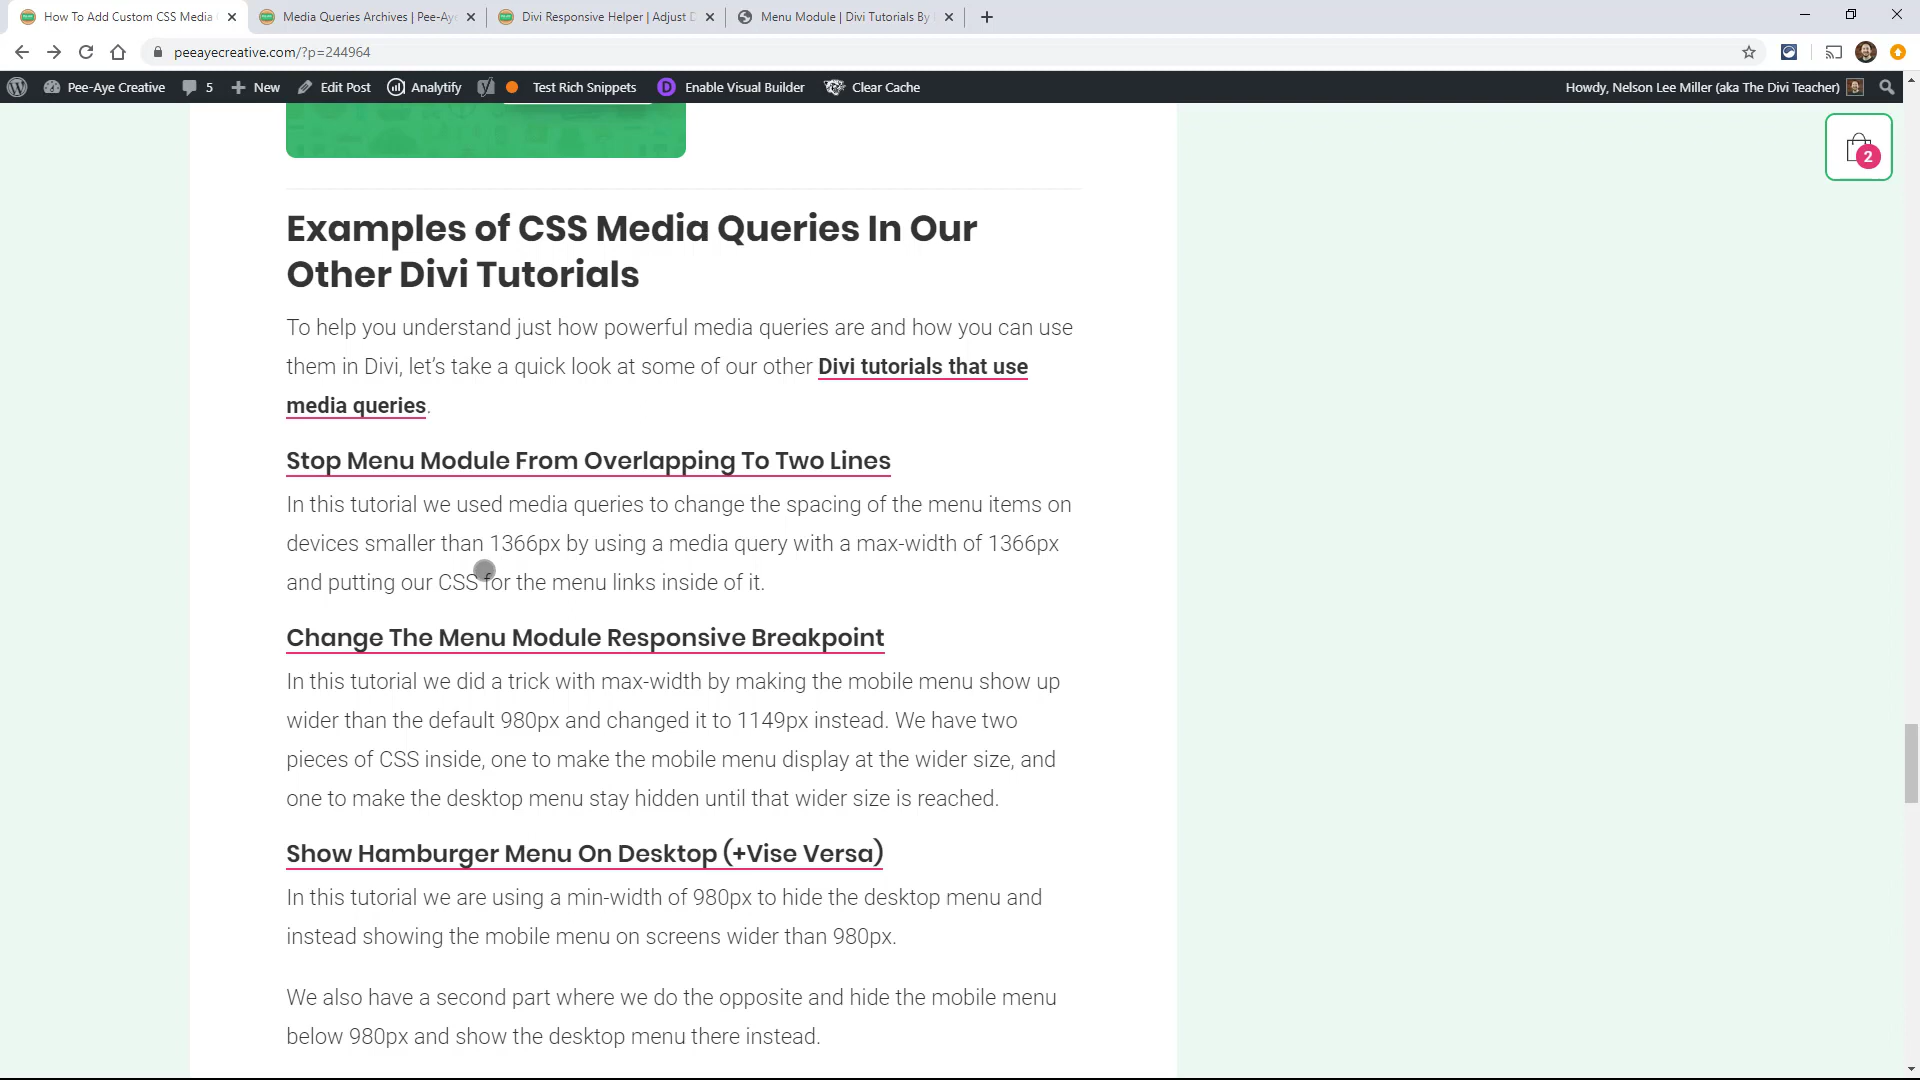 How To Add Custom CSS Media
Media Queries Archives | Pee-Aye
Divi Responsive Helper | Adjust D
Menu Module | Divi Tutorials By
peeayecreative.com/?p=244964
Pee-Aye Creative
5
New
Edit Post
Analytify
Test Rich Snippets
D
Enable Visual Builder
Clear Cache
Howdy, Nelson Lee Miller (aka The Divi Teacher)
2
Examples of CSS Media Queries In Our
Other Divi Tutorials
To help you understand just how powerful media queries are and how you can use
them in Divi, let’s take a quick look at some of our other Divi tutorials that use
media queries.
Stop Menu Module From Overlapping To Two Lines
In this tutorial we used media queries to change the spacing of the menu items on
devices smaller than 1366px by using a media query with a max-width of 1366px
and putting our CSS for the menu links inside of it.
Change The Menu Module Responsive Breakpoint
In this tutorial we did a trick with max-width by making the mobile menu show up
wider than the default 980px and changed it to 1149px instead. We have two
pieces of CSS inside, one to make the mobile menu display at the wider size, and
one to make the desktop menu stay hidden until that wider size is reached.
Show Hamburger Menu On Desktop (+Vise Versa)
In this tutorial we are using a min-width of 980px to hide the desktop menu and
instead showing the mobile menu on screens wider than 980px.
We also have a second part where we do the opposite and hide the mobile menu
below 980px and show the desktop menu there instead.